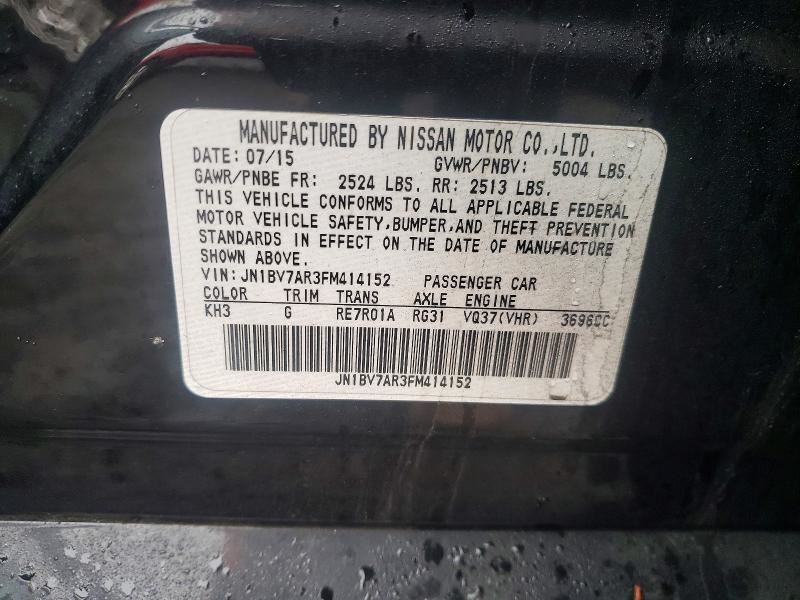 MANUFACTURED BY NISSAN MOTOR CO.,LTD.
DATE: 07/15 GVWR/PNBV: 5004 LBS.
GAWR/PNBE FR: 2524 LBS. RR: 2513 LBS.
THIS VEHICLE CONFORMS TO ALL APPLICABLE FEDERAL
MOTOR VEHICLE SAFETY,BUMPER,AND THEFT PREVENTION
STANDARDS IN EFFECT ON THE DATE OF MANUFACTURE
SHOWN ABOVE.
VIN:JN1BV7AR3FM414152 PASSENGER CAR
COLOR TRIM TRANS AXLE ENGINE
KH3 G RE7R01A RG31 VQ37(VHR) 3696CC
JN1BV7AR3FM414152